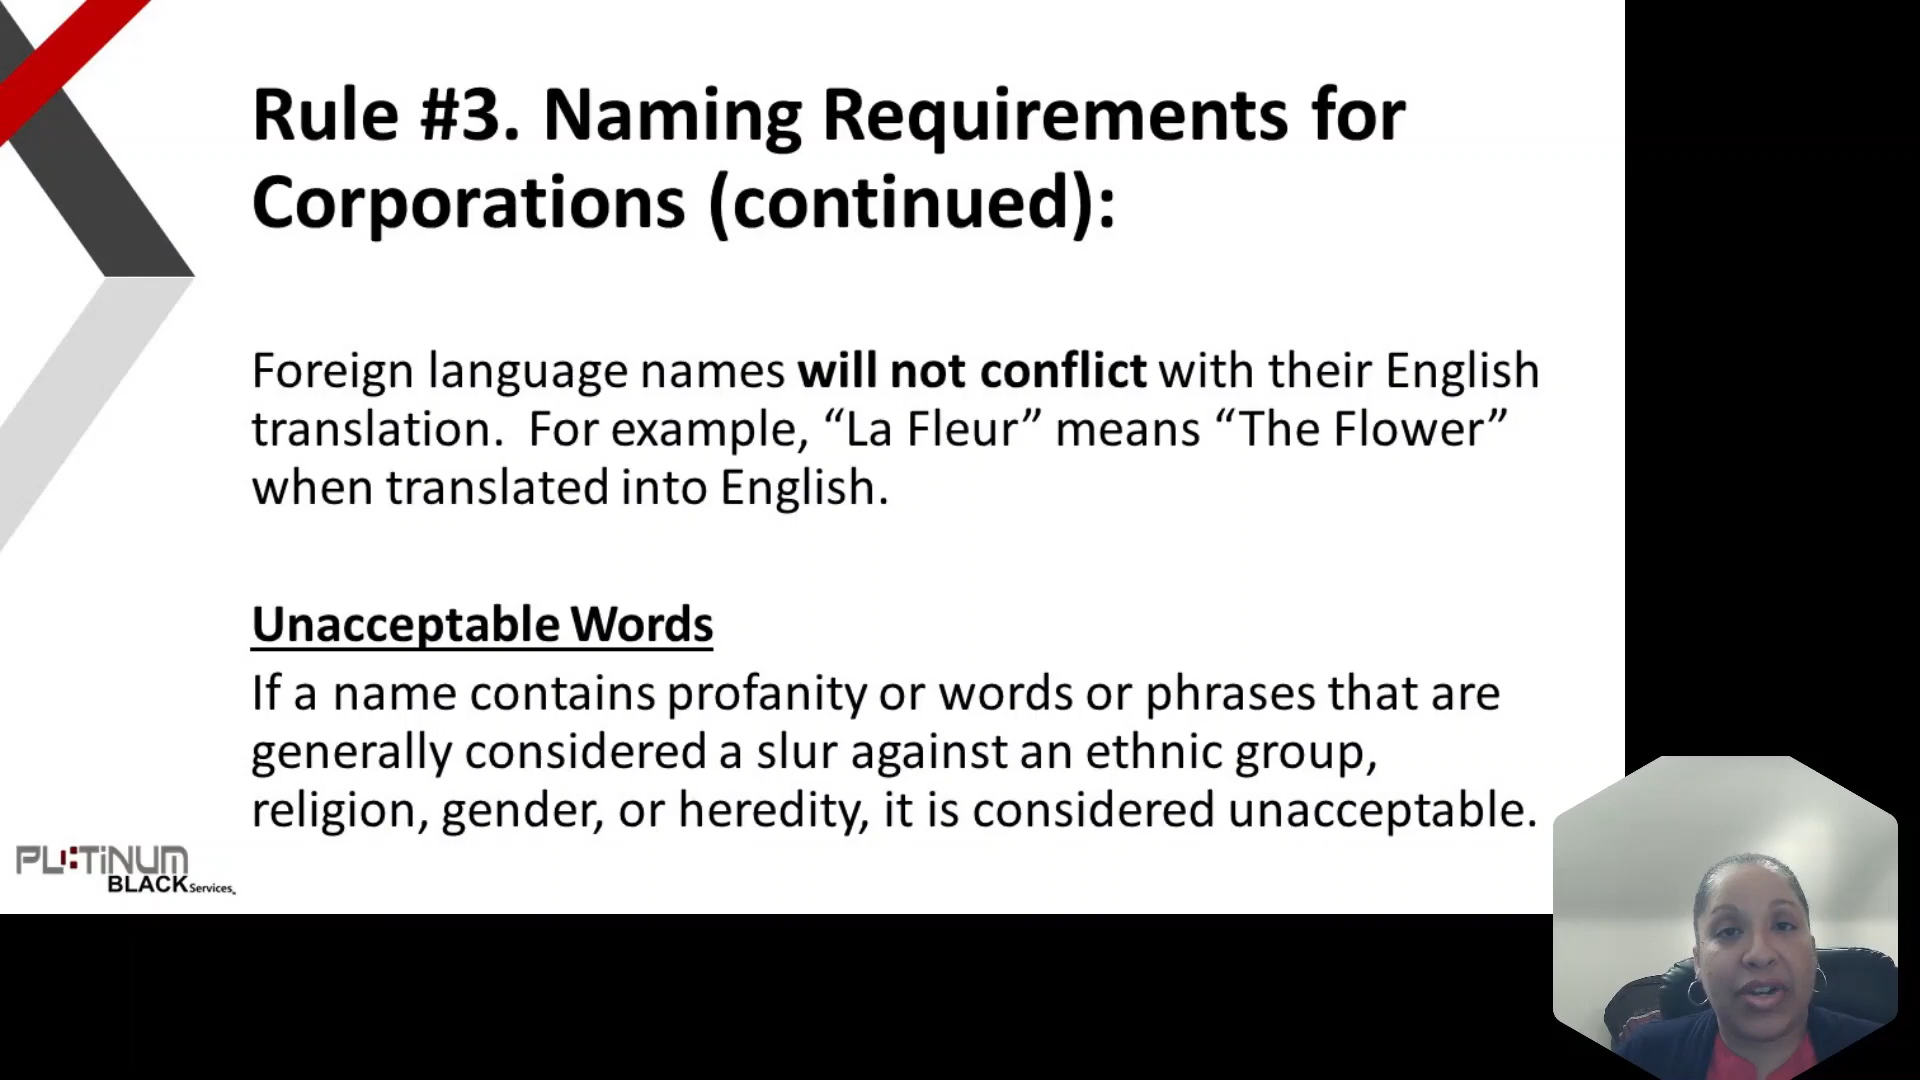 Rule #3. Naming Requirements for
Corporations (continued):
Foreign language names will not conflict with their English
translation.  For example, “La Fleur” means “The Flower”
when translated into English.
Unacceptable Words
If a name contains profanity or words or phrases that are
generally considered a slur against an ethnic group,
religion, gender, or heredity, it is considered unacceptable.
PLATINUM
BLACK Services